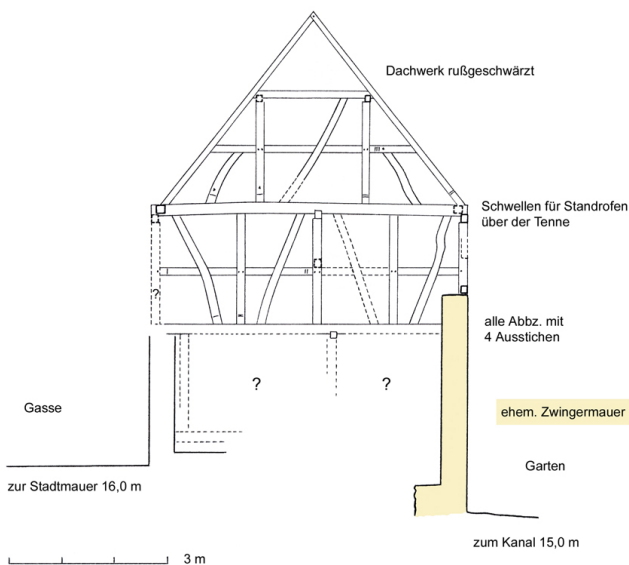 Dachwerk rußgeschwärzt
Schwellen für Standrofen
über der Tenne
?
alle Abbz. mit
4 Ausstichen
? ?
Gasse
ehem. Zwingermauer
Garten
zur Stadtmauer 16,0 m
zum Kanal 15,0 m
3 m